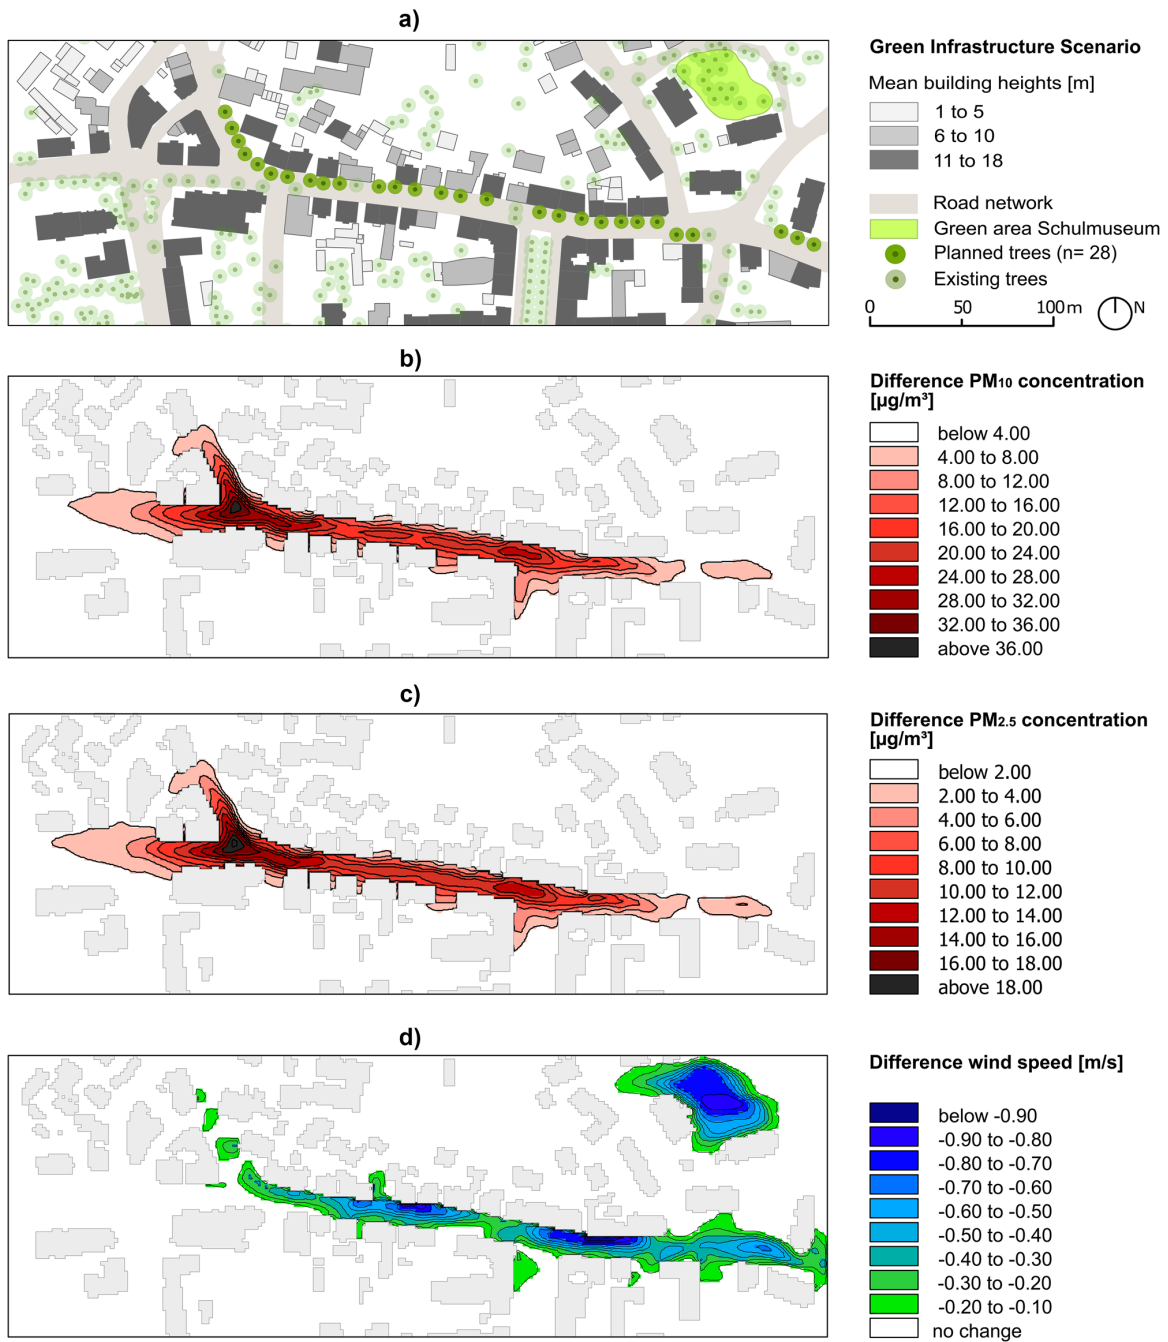 a)
Green Infrastructure Scenario
Mean building heights [m]
1 to 5
6 to 10
11 to 18
Road network
Green area Schulmuseum
Planned trees (n= 28)
Existing trees
0 50 100m N
b)
Difference PM10 concentration
[µg/m³]
below 4.00
4.00 to 8.00
8.00 to 12.00
12.00 to 16.00
16.00 to 20.00
20.00 to 24.00
24.00 to 28.00
28.00 to 32.00
32.00 to 36.00
above 36.00
c)
Difference PM2.5 concentration
[µg/m³]
below 2.00
2.00 to 4.00
4.00 to 6.00
6.00 to 8.00
8.00 to 10.00
10.00 to 12.00
12.00 to 14.00
14.00 to 16.00
16.00 to 18.00
above 18.00
d)
Difference wind speed [m/s]
below -0.90
-0.90 to -0.80
-0.80 to -0.70
-0.70 to -0.60
-0.60 to -0.50
-0.50 to -0.40
-0.40 to -0.30
-0.30 to -0.20
-0.20 to -0.10
no change